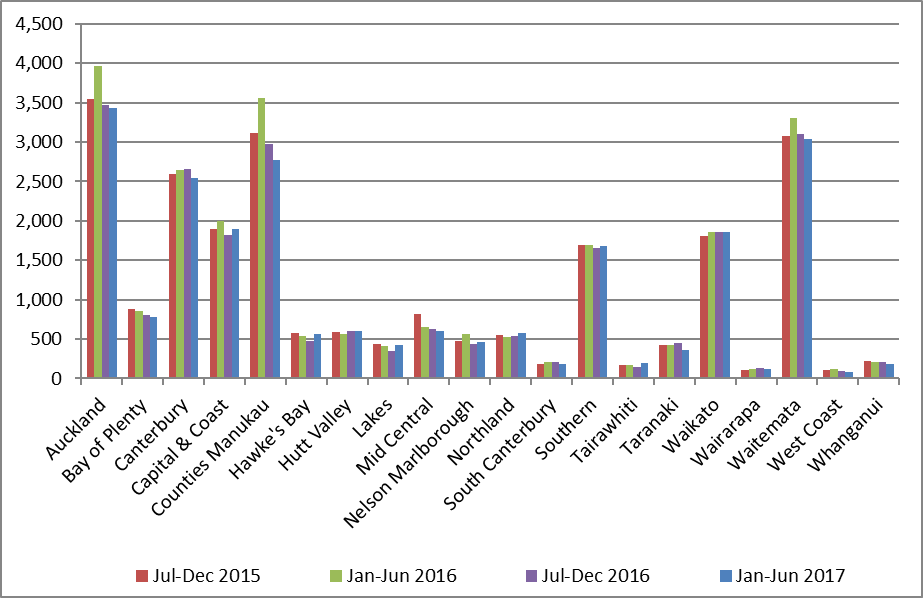 4,500
4,000
3,500
3,000
2,500
2,000
1,500
1,000
500
0
Auckland
Bay of Plenty
Canterbury
Capital & Coast
Counties Manukau
Hawke's Bay
Hutt Valley
Lakes
Mid Central
Nelson Marlborough
Northland
South Canterbury
Southern
Tairawhiti
Taranaki
Waikato
Wairarapa
Waitemata
West Coast
Whanganui
Jul-Dec 2015 Jan-Jun 2016 Jul-Dec 2016 Jan-Jun 2017